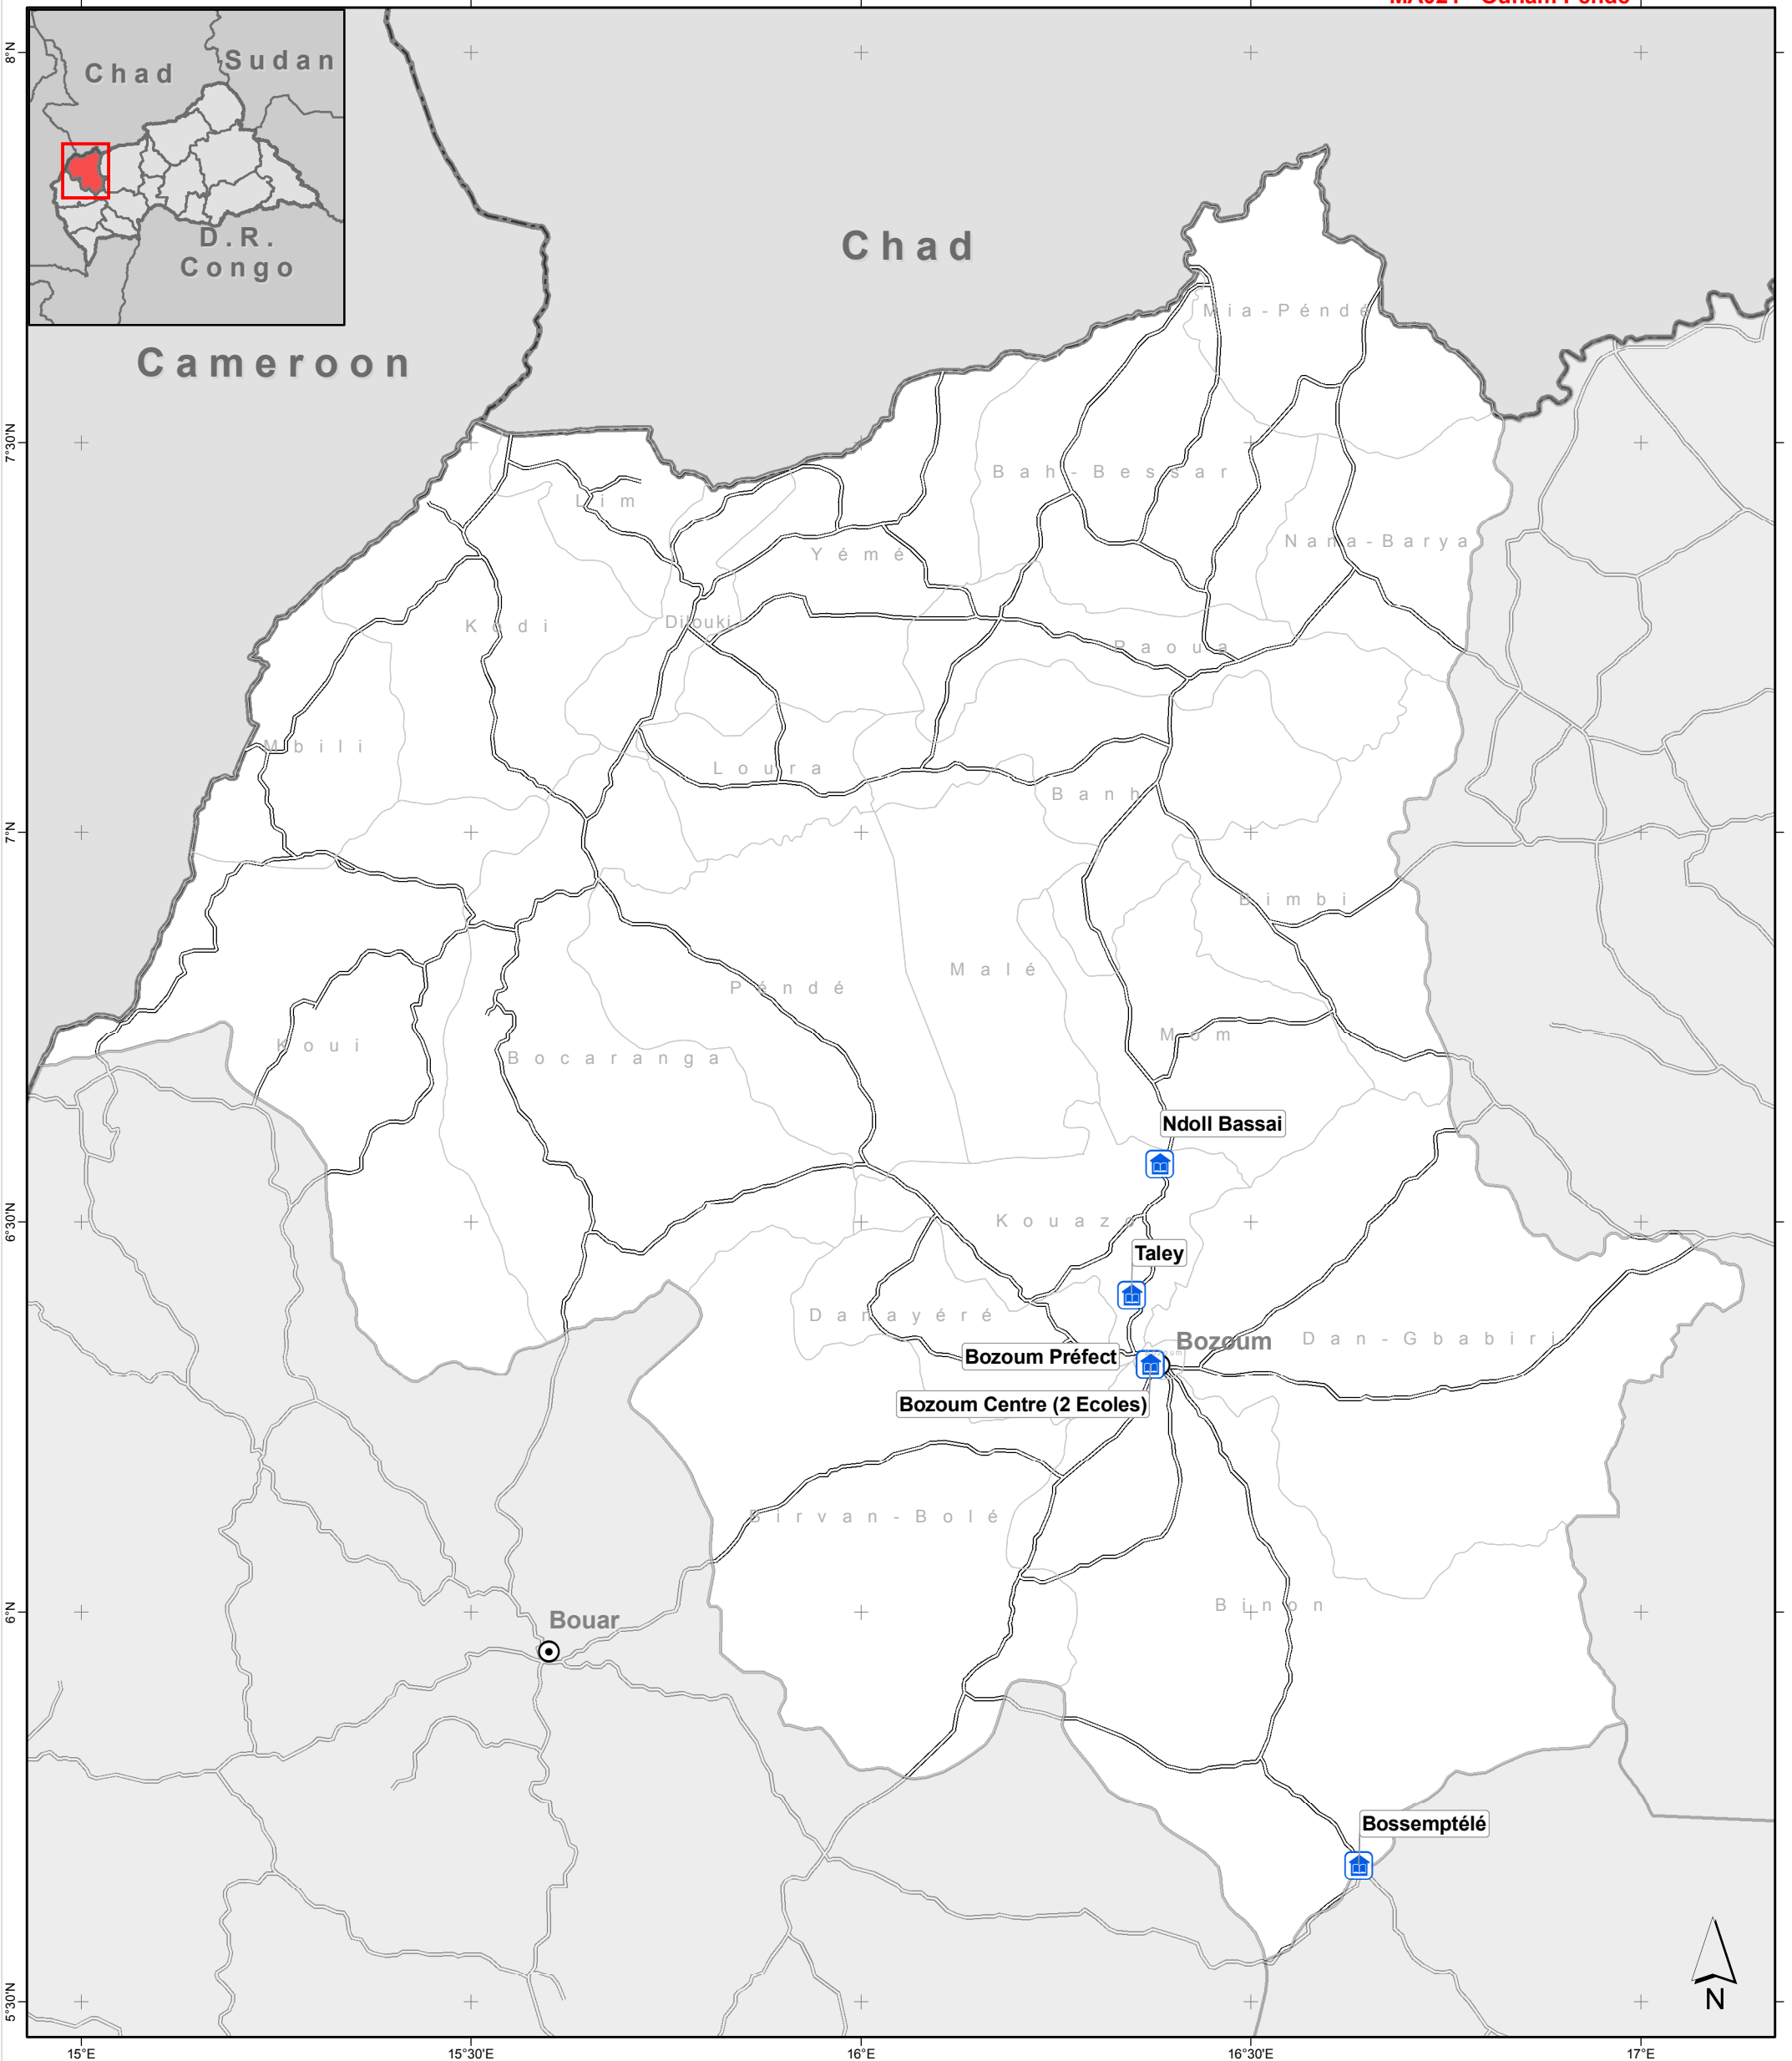 8°N
Chad
Sudan
D.R.
Congo
Chad
Cameroon
Mia-Péndé
7°30'N
Bah-Bessar
Lim
Nana-Barya
Yémé
Kodi
Dilouki
Paoua
Mbili
Loura
Banh
7°N
Bimbi
Malé
Péndé
Mom
Koui
Bocaranga
Ndoll Bassai
6°30'N
Kouazo
Taley
Danayéré
Bozoum
Dan-Gbabiri
Bozoum Préfect
Bozoum Centre (2 Ecoles)
Birvan-Bolé
Binon
6°N
Bouar
Bossemptélé
N
5°30'N
15°E
15°30'E
16°E
16°30'E
17°E